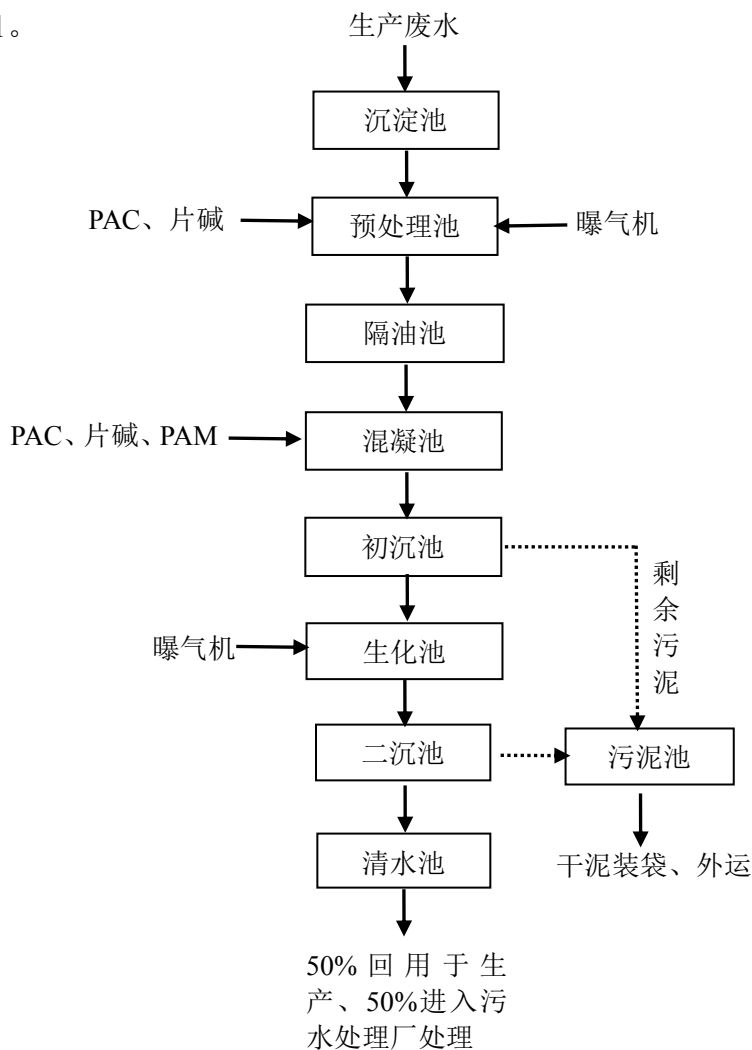 。
生产废水
沉淀池
PAC、片碱
预处理池
曝气机
隔油池
PAC、片碱、PAM
混凝池
初沉池
剩余污泥
曝气机
生化池
二沉池
污泥池
清水池
干泥装袋、外运
50%回用于生
产、50%进入污
水处理厂处理